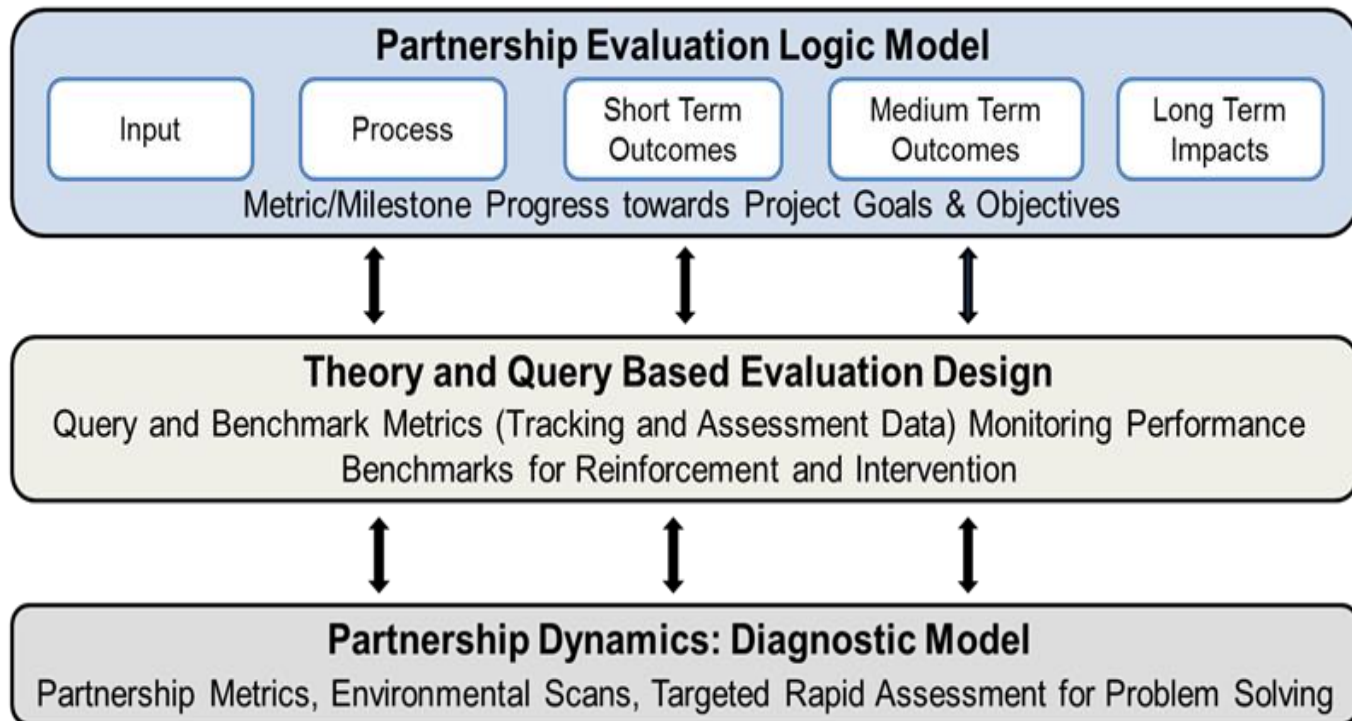 Partnership Evaluation Logic Model
Input
Process
Short Term
Outcomes
Medium Term
Outcomes
Long Term
Impacts
Metric/Milestone Progress towards Project Goals & Objectives
Theory and Query Based Evaluation Design
Query and Benchmark Metrics (Tracking and Assessment Data) Monitoring Performance
Benchmarks for Reinforcement and Intervention
Partnership Dynamics: Diagnostic Model
Partnership Metrics, Environmental Scans, Targeted Rapid Assessment for Problem Solving